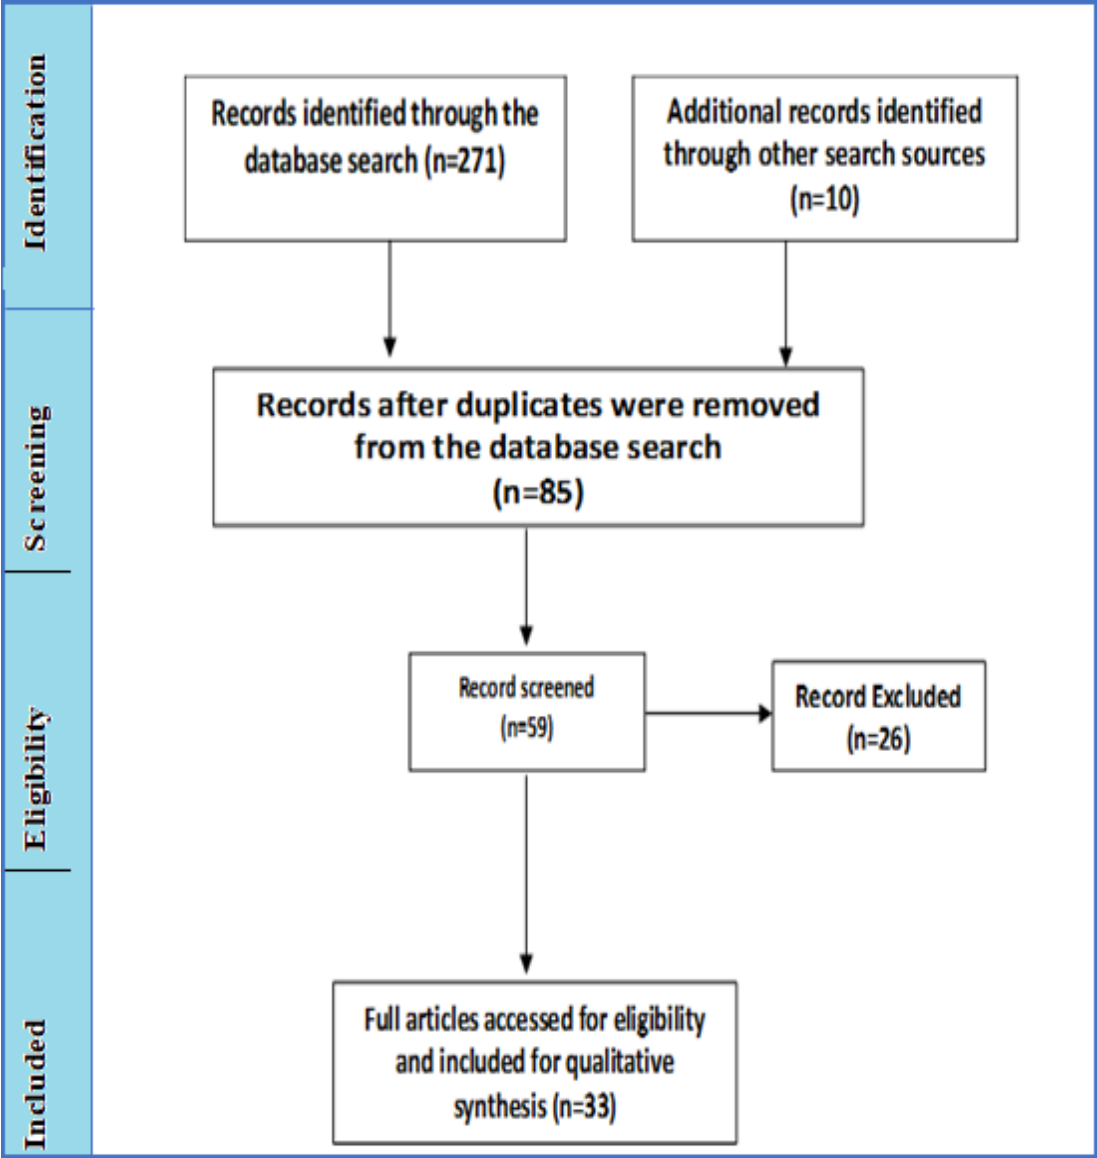 Identification
Records identified through the
database search (n=271)
Additional records identified
through other search sources
(n=10)
Screening
Records after duplicates were removed
from the database search
(n=85)
Eligibility
Record screened
(n=59)
Record Excluded
(n=26)
Included
Full articles accessed for eligibility
and included for qualitative
synthesis (n=33)